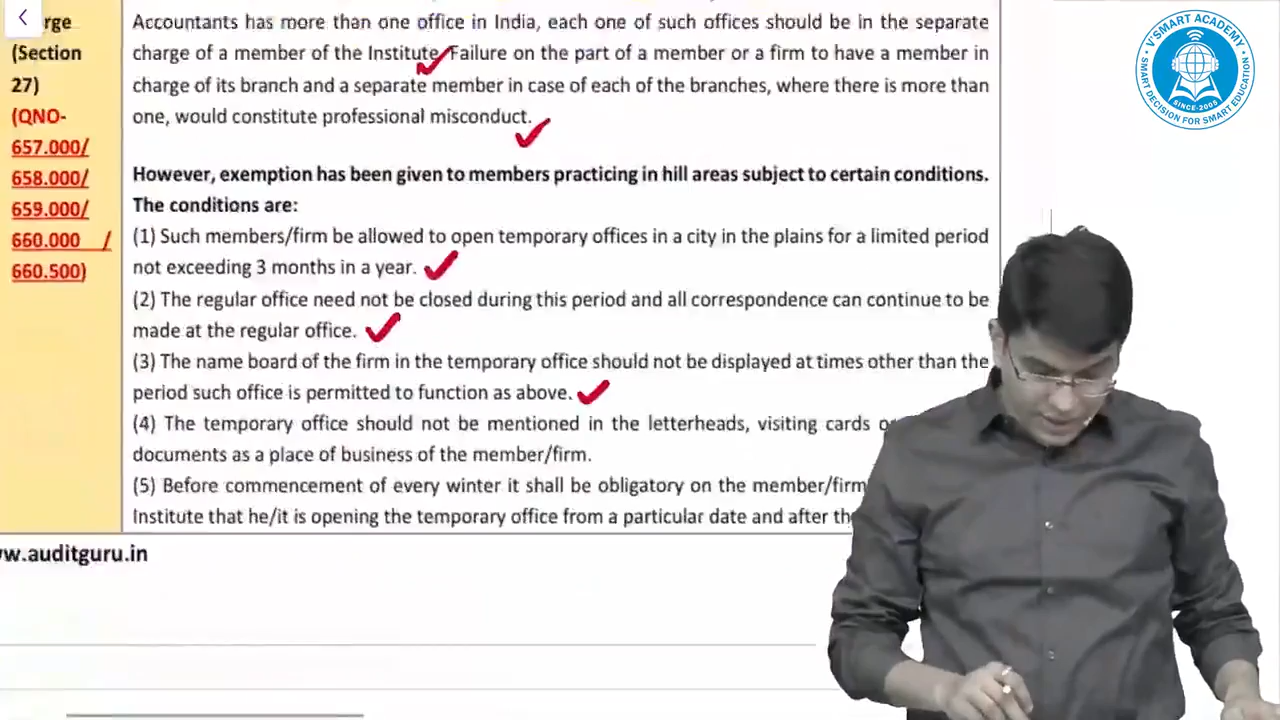 rge
(Section
27)
(QNO-
657.000/
658.000/
659.000/
660.000 /
660.500)
Accountants has more than one office in India, each one of such offices should be in the separate
charge of a member of the Institute. Failure on the part of a member or a firm to have a member in
charge of its branch and a separate member in case of each of the branches, where there is more than
one, would constitute professional misconduct.
However, exemption has been given to members practicing in hill areas subject to certain conditions.
The conditions are:
(1) Such members/firm be allowed to open temporary offices in a city in the plains for a limited period
not exceeding 3 months in a year.
(2) The regular office need not be closed during this period and all correspondence can continue to be
made at the regular office.
(3) The name board of the firm in the temporary office should not be displayed at times other than the
period such office is permitted to function as above.
(4) The temporary office should not be mentioned in the letterheads, visiting cards
documents as a place of business of the member/firm.
(5) Before commencement of every winter it shall be obligatory on the member/firm
Institute that he/it is opening the temporary office from a particular date and after
w.auditguru.in
V'SMART ACADEMY
SINCE-2005
SMART DECISION FOR SMART EDUCATION